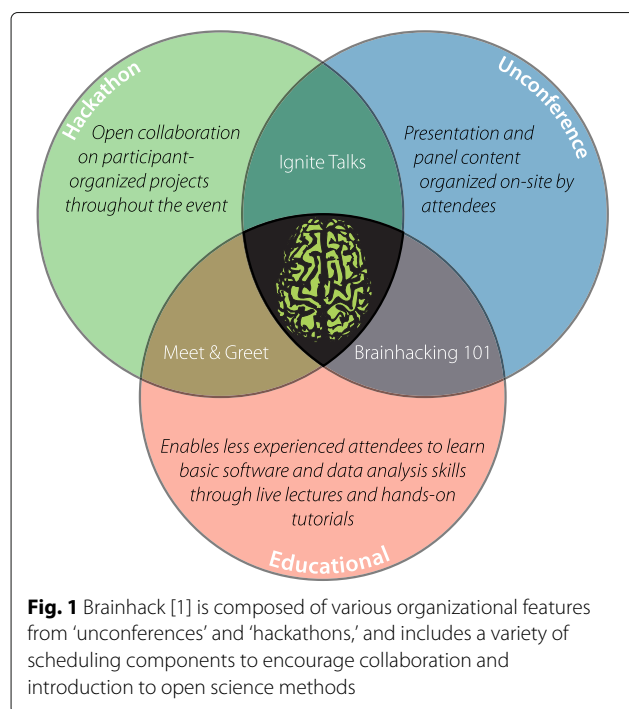 Hackathon
Unconference
Open collaboration
on participant-
organized projects
throughout the event
Ignite Talks
Presentation and
panel content
organized on-site by
attendees
Meet & Greet
Brainhacking 101
Enables less experienced attendees to learn
basic software and data analysis skills
through live lectures and hands-on
tutorials
Educational
Fig. 1 Brainhack [1] is composed of various organizational features
from ‘unconferences’ and ‘hackathons,’ and includes a variety of
scheduling components to encourage collaboration and
introduction to open science methods